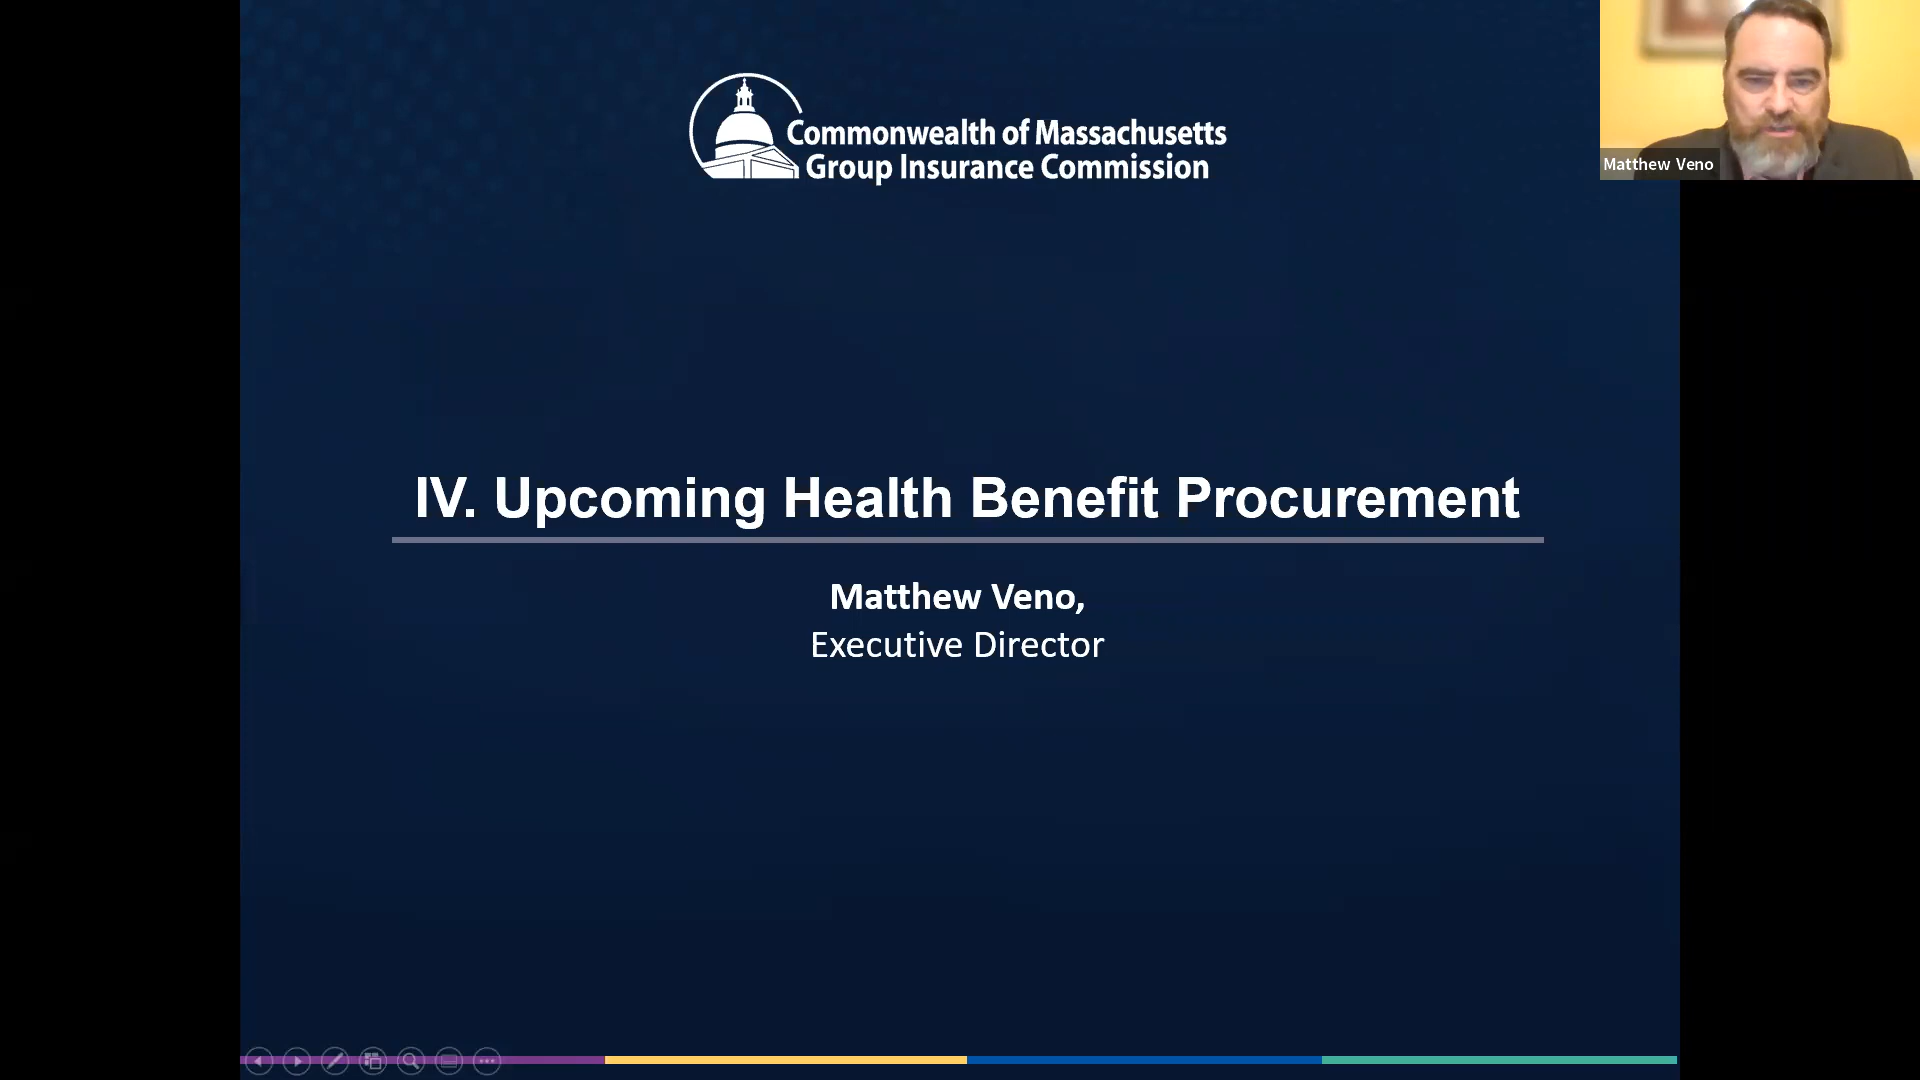 Commonwealth of Massachusetts
Group Insurance Commission
Matthew Veno
IV. Upcoming Health Benefit Procurement
Matthew Veno,
Executive Director